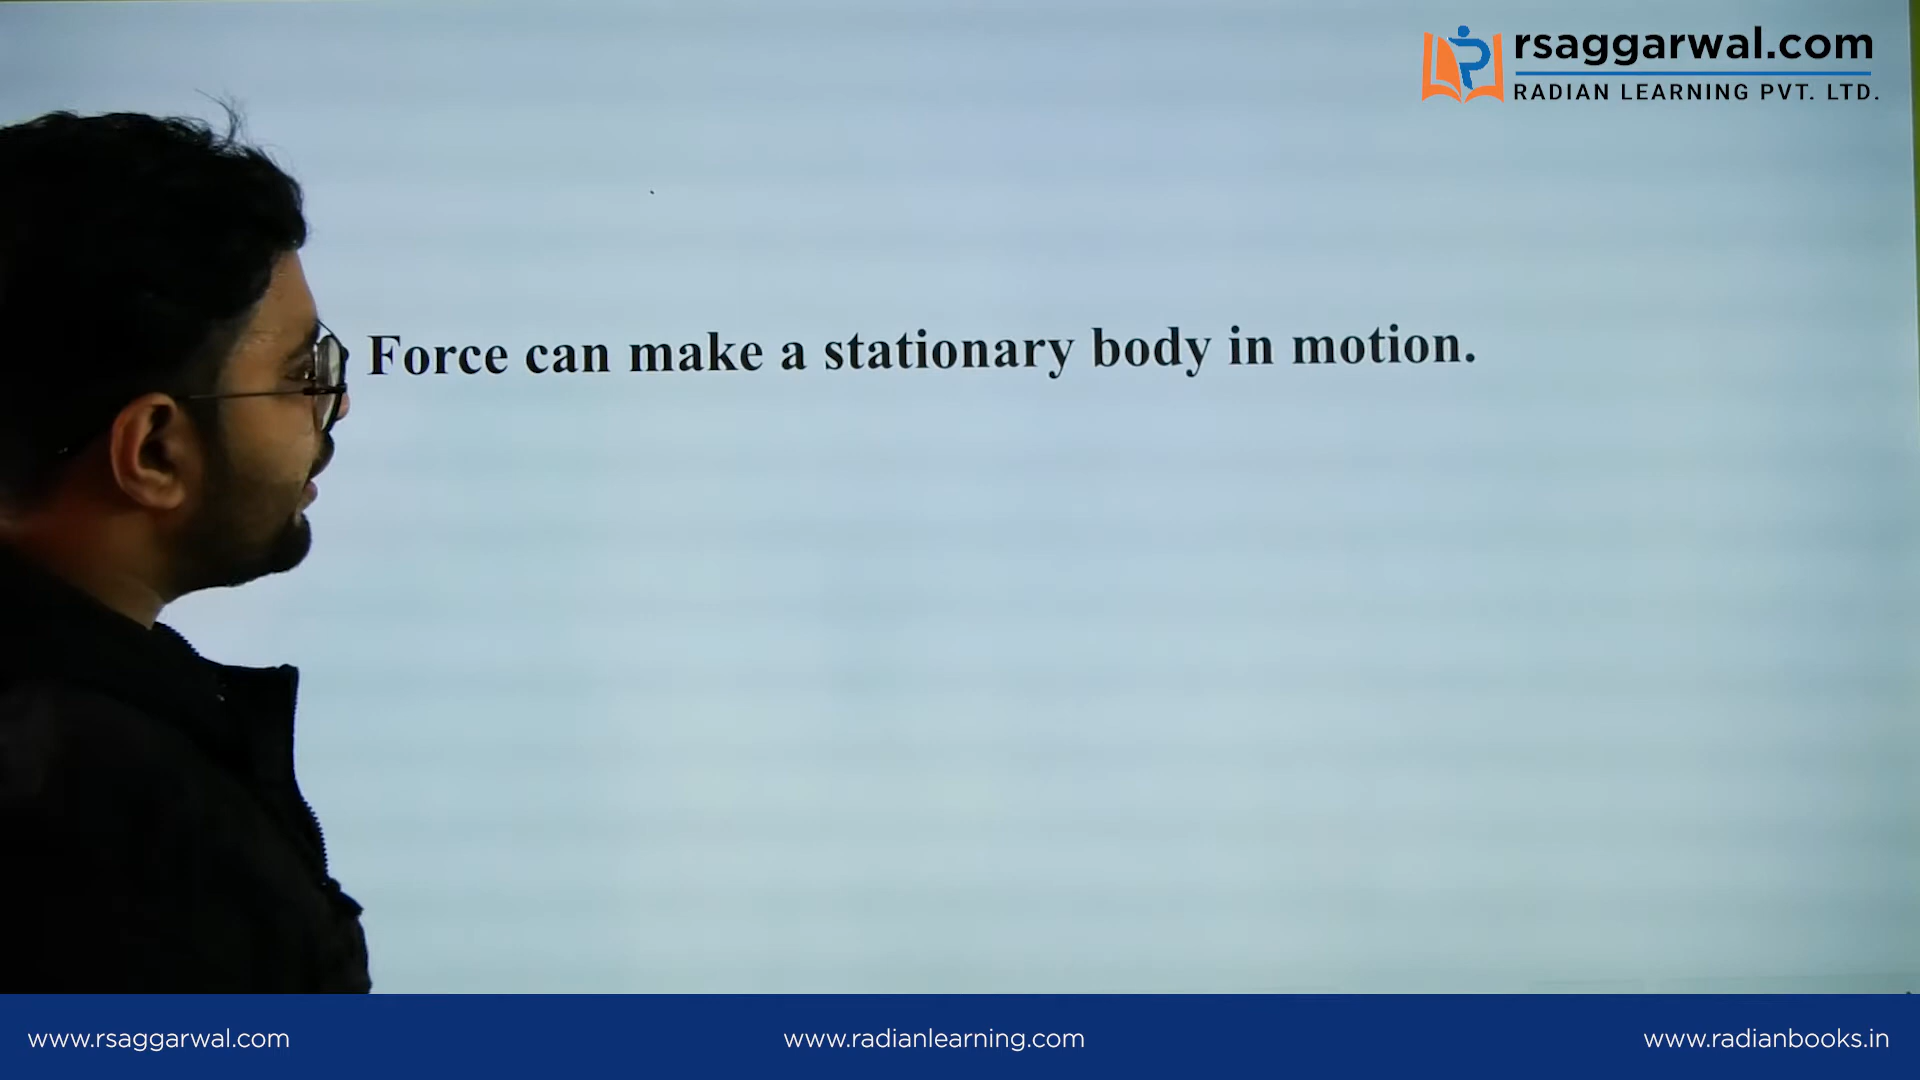 rsaggarwal.com
RADIAN LEARNING PVT. LTD.
Force can make a stationary body in motion.
www.rsaggarwal.com
www.radianlearning.com
www.radianbooks.in